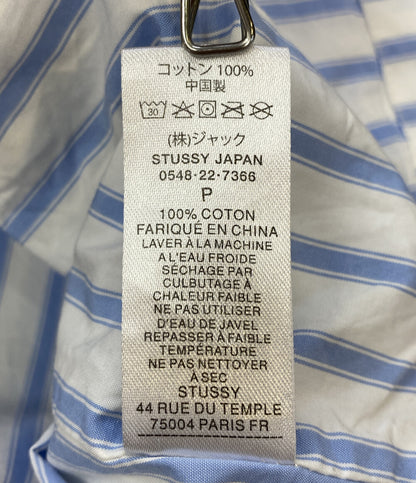 コットン 100%
中国製
30
(株)ジャック
STUSSY JAPAN
0548-22-7366
P
100% COTON
FARIQUÉ EN CHINA
LAVER À LA MACHINE
A L'EAU FROIDE
SÉCHAGE PAR
CULBUTAGE À
CHALEUR FAIBLE
NE PAS UTILISER
D'EAU DE JAVEL
REPASSER À FAIBLE
TEMPÉRATURE
NE PAS NETTOYER
À SEC
STUSSY
44 RUE DU TEMPLE
75004 PARIS FR